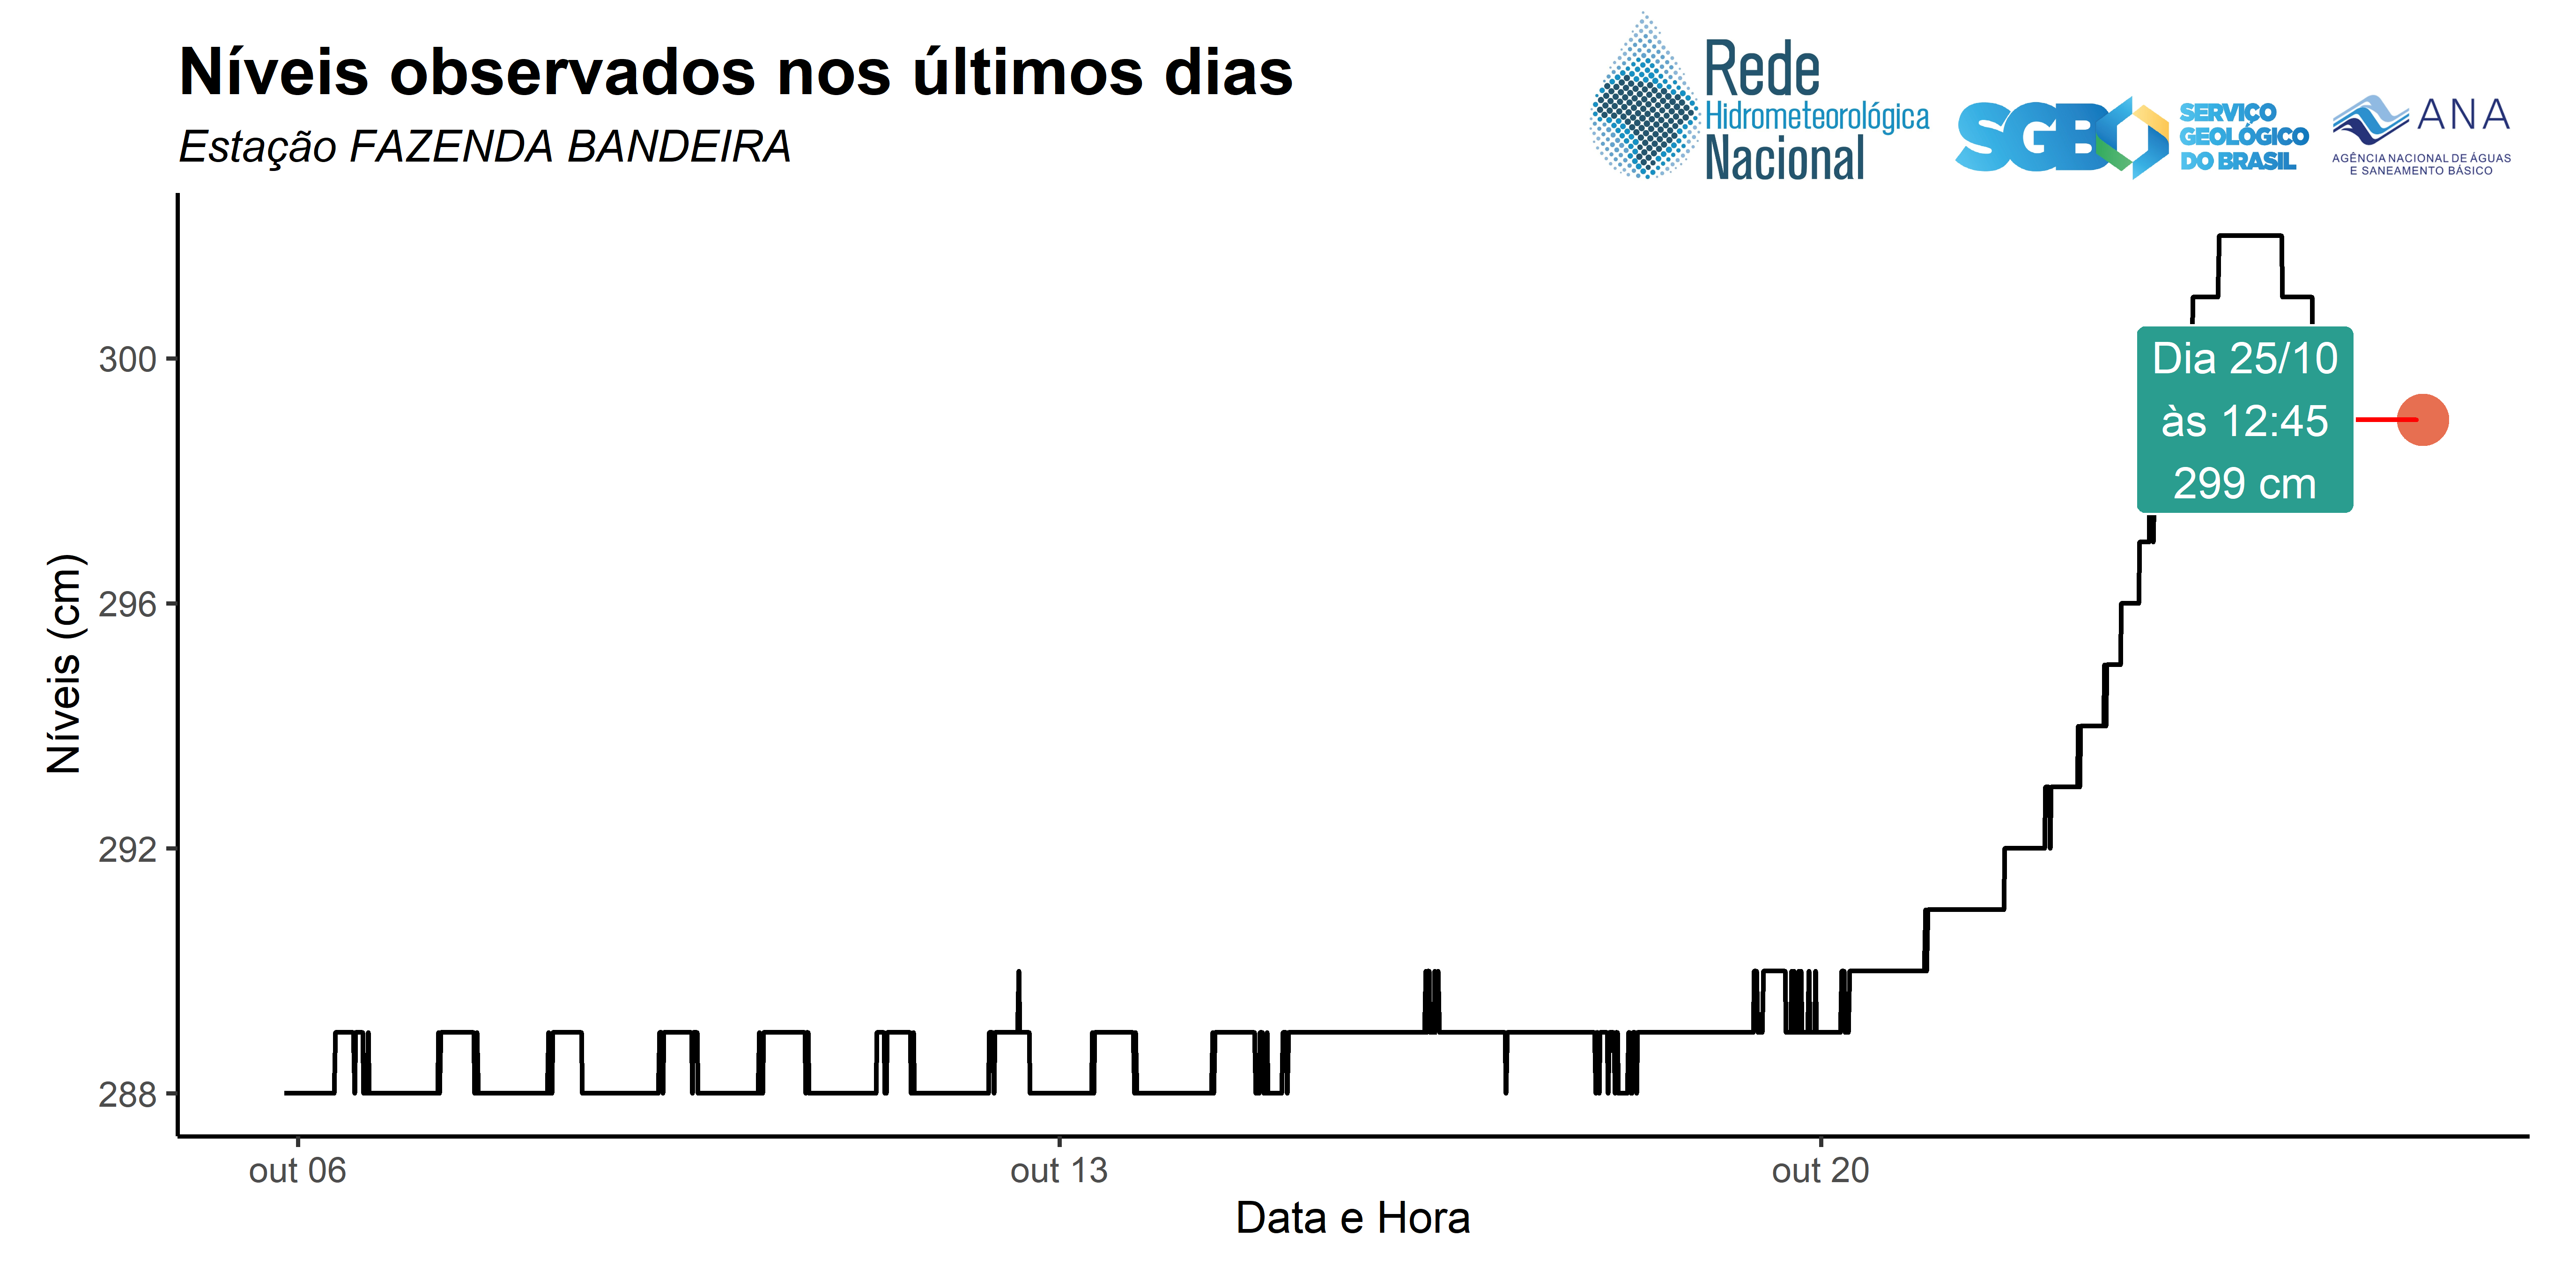 Níveis observados nos últimos dias
Estação FAZENDA BANDEIRA
Rede
Hidrometeorológica
Nacional
SGB
SERVIÇO
GEOLÓGICO
DO BRASIL
ANA
AGÊNCIA NACIONAL DE ÁGUAS
E SANEAMENTO BÁSICO
Níveis (cm)
300
296
292
288
Dia 25/10
às 12:45
299 cm
out 06
out 13
out 20
Data e Hora